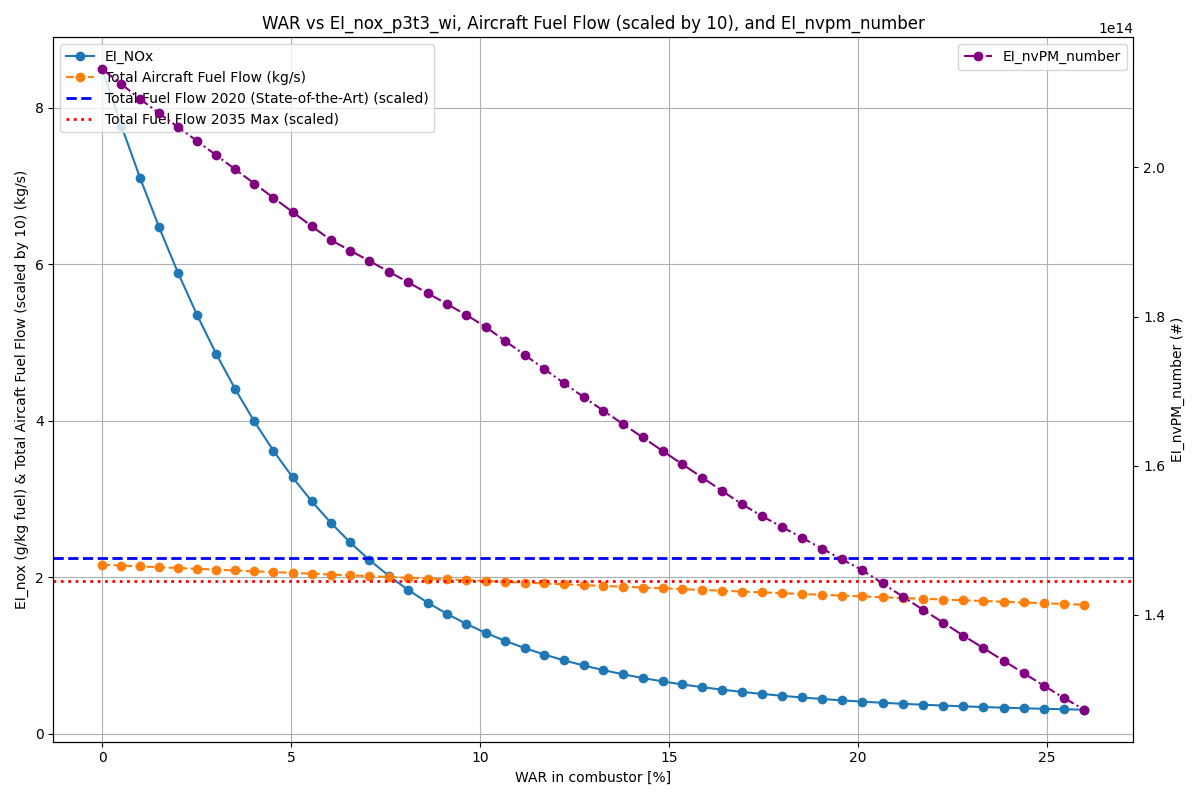 WAR vs EI_nox_p3t3_wi, Aircraft Fuel Flow (scaled by 10), and EI_nvpm_number
1e14
EI_NOx
Total Aircraft Fuel Flow (kg/s)
Total Fuel Flow 2020 (State-of-the-Art) (scaled)
Total Fuel Flow 2035 Max (scaled)
EI_nvPM_number
EI_nox (g/kg fuel) & Total Aircaft Fuel Flow (scaled by 10) (kg/s)
8
6
4
2
0
2.0
1.8
1.6
1.4
EI_nvPM_number (#)
0 5 10 15 20 25
WAR in combustor [%]